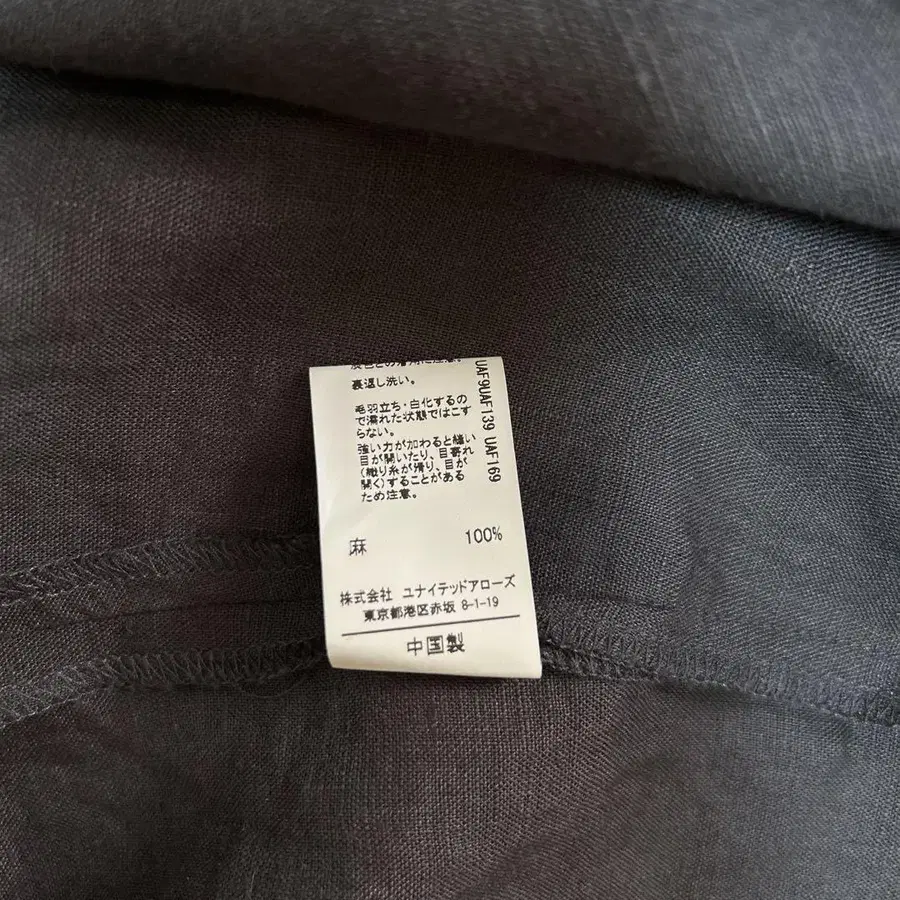 裏返し洗い。
毛羽立ち・白化するの
で濡れた状態ではこす
らない。
強い力が加わると縫い
目が開いたり、目寄れ
(織り糸が滑り、目が
開く)することがある
ため注意。
麻 100%
株式会社 ユナイテッドアローズ
東京都港区赤坂 8-1-19
中国製
UAF9UAF139 UAF169